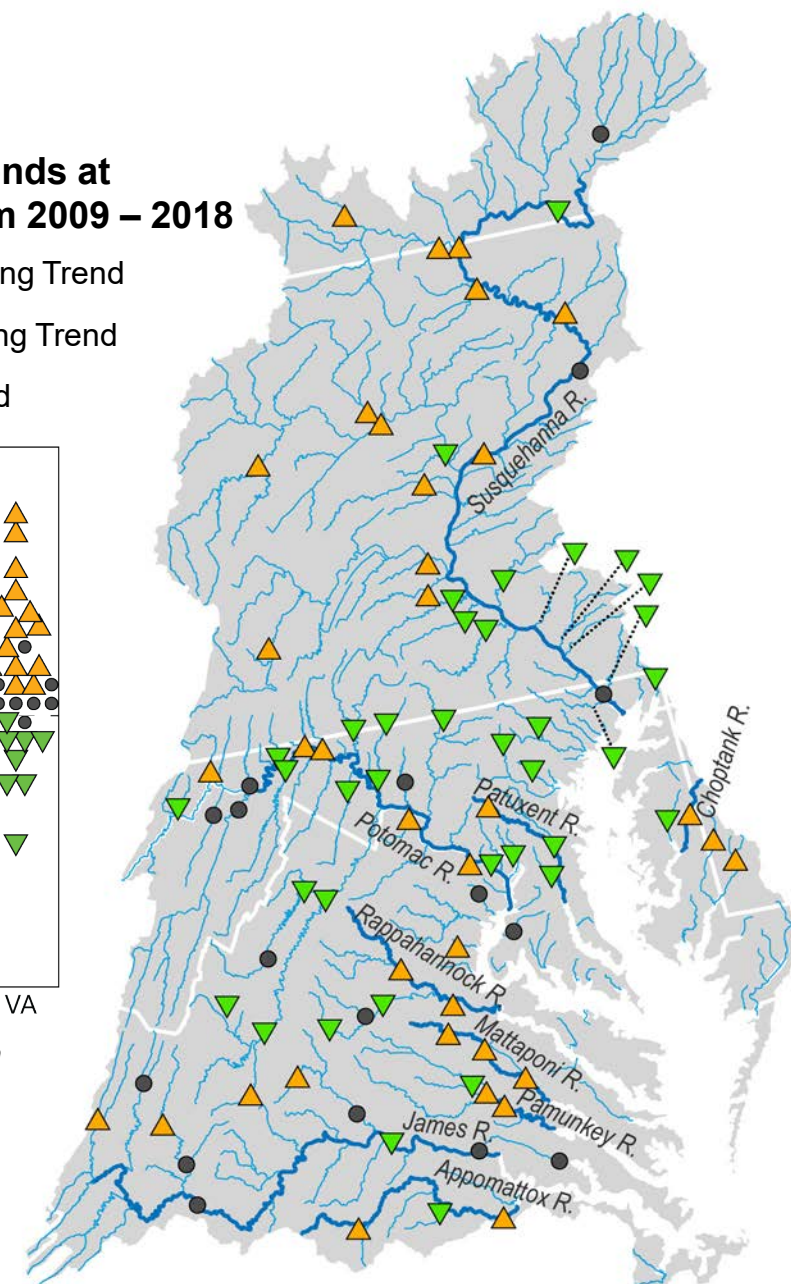 nds at
2009 – 2018
ng Trend
ng Trend
d
Susquehanna R.
Choptank R.
Patuxent R.
Potomac R.
Rappahannock R.
VA
Mattaponi R.
Pamunkey R.
James R.
Appomattox R.